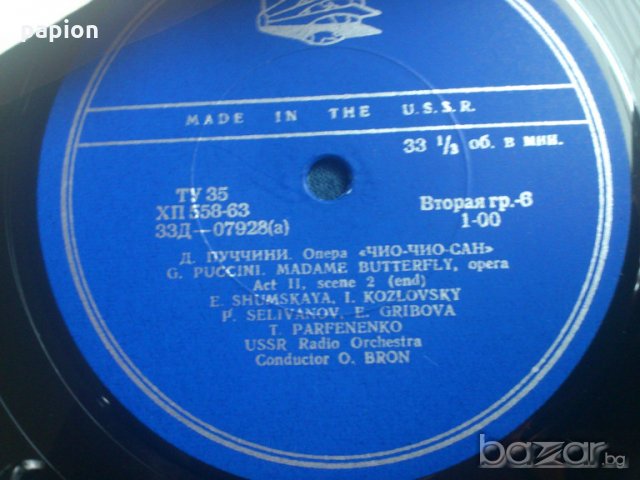 papion
MADE IN THE U.S.S.R.
33 1/3 об. в мин.
ТУ 35
ХП 558-63
33Д—07928(а)
Вторая гр.-6
1-00
Д. ПУЧЧИНИ. Опера «ЧИО-ЧИО-САН»
G. PUCCINI. MADAME BUTTERFLY, opera
Act II, scene 2 (end)
E. SHUMSKAYA, I. KOZLOVSKY
P. SELIVANOV, E. GRIBOVA
T. PARFENENKO
USSR Radio Orchestra
Conductor O. BRON
bazar.bg